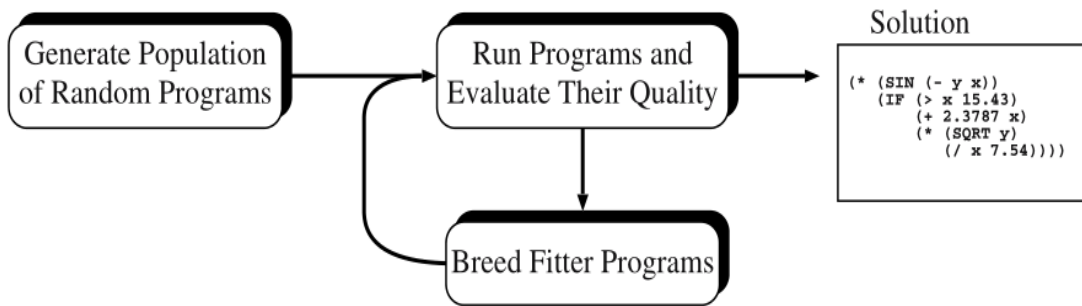 Generate Population
of Random Programs
Run Programs and
Evaluate Their Quality
Breed Fitter Programs
Solution
(* (SIN (- y x))
(IF (> x 15.43)
(+ 2.3787 x)
(* (SQRT y)
(/ x 7.54))))